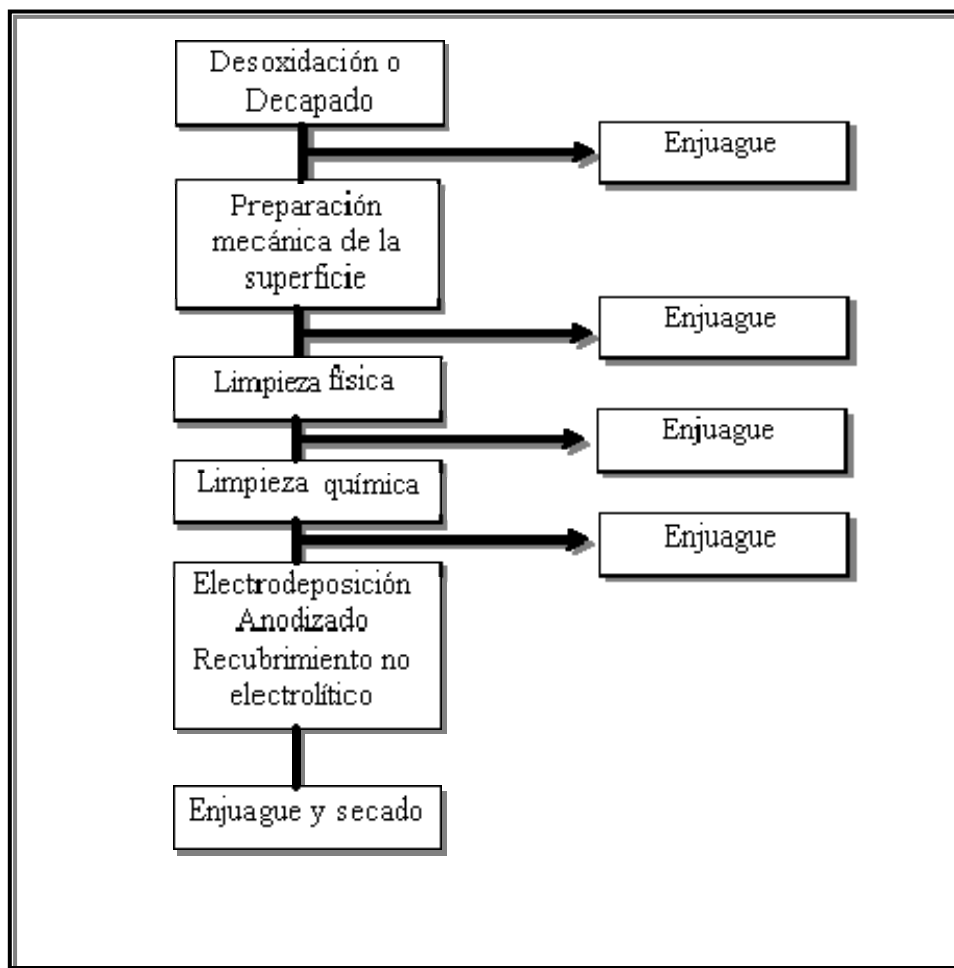 Desoxidación o
Decapado
Enjuague
Preparación
mecánica de la
superficie
Enjuague
Limpieza física
Enjuague
Limpieza química
Enjuague
Electrodeposición
Anodizado
Recubrimiento no
electrolítico
Enjuague y secado